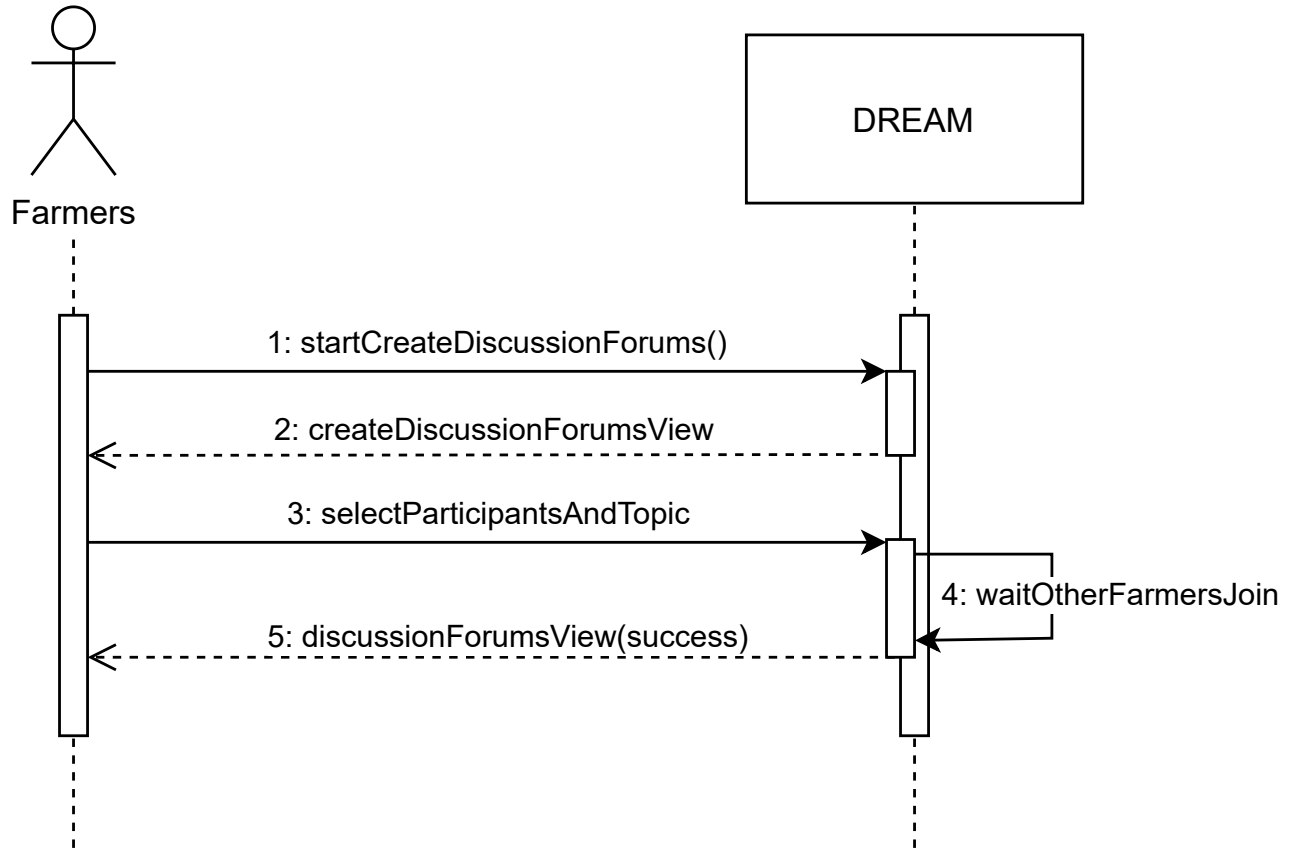 DREAM
Farmers
1: startCreateDiscussionForums()
2: createDiscussionForumsView
3: selectParticipantsAndTopic
4: waitOtherFarmersJoin
5: discussionForumsView(success)